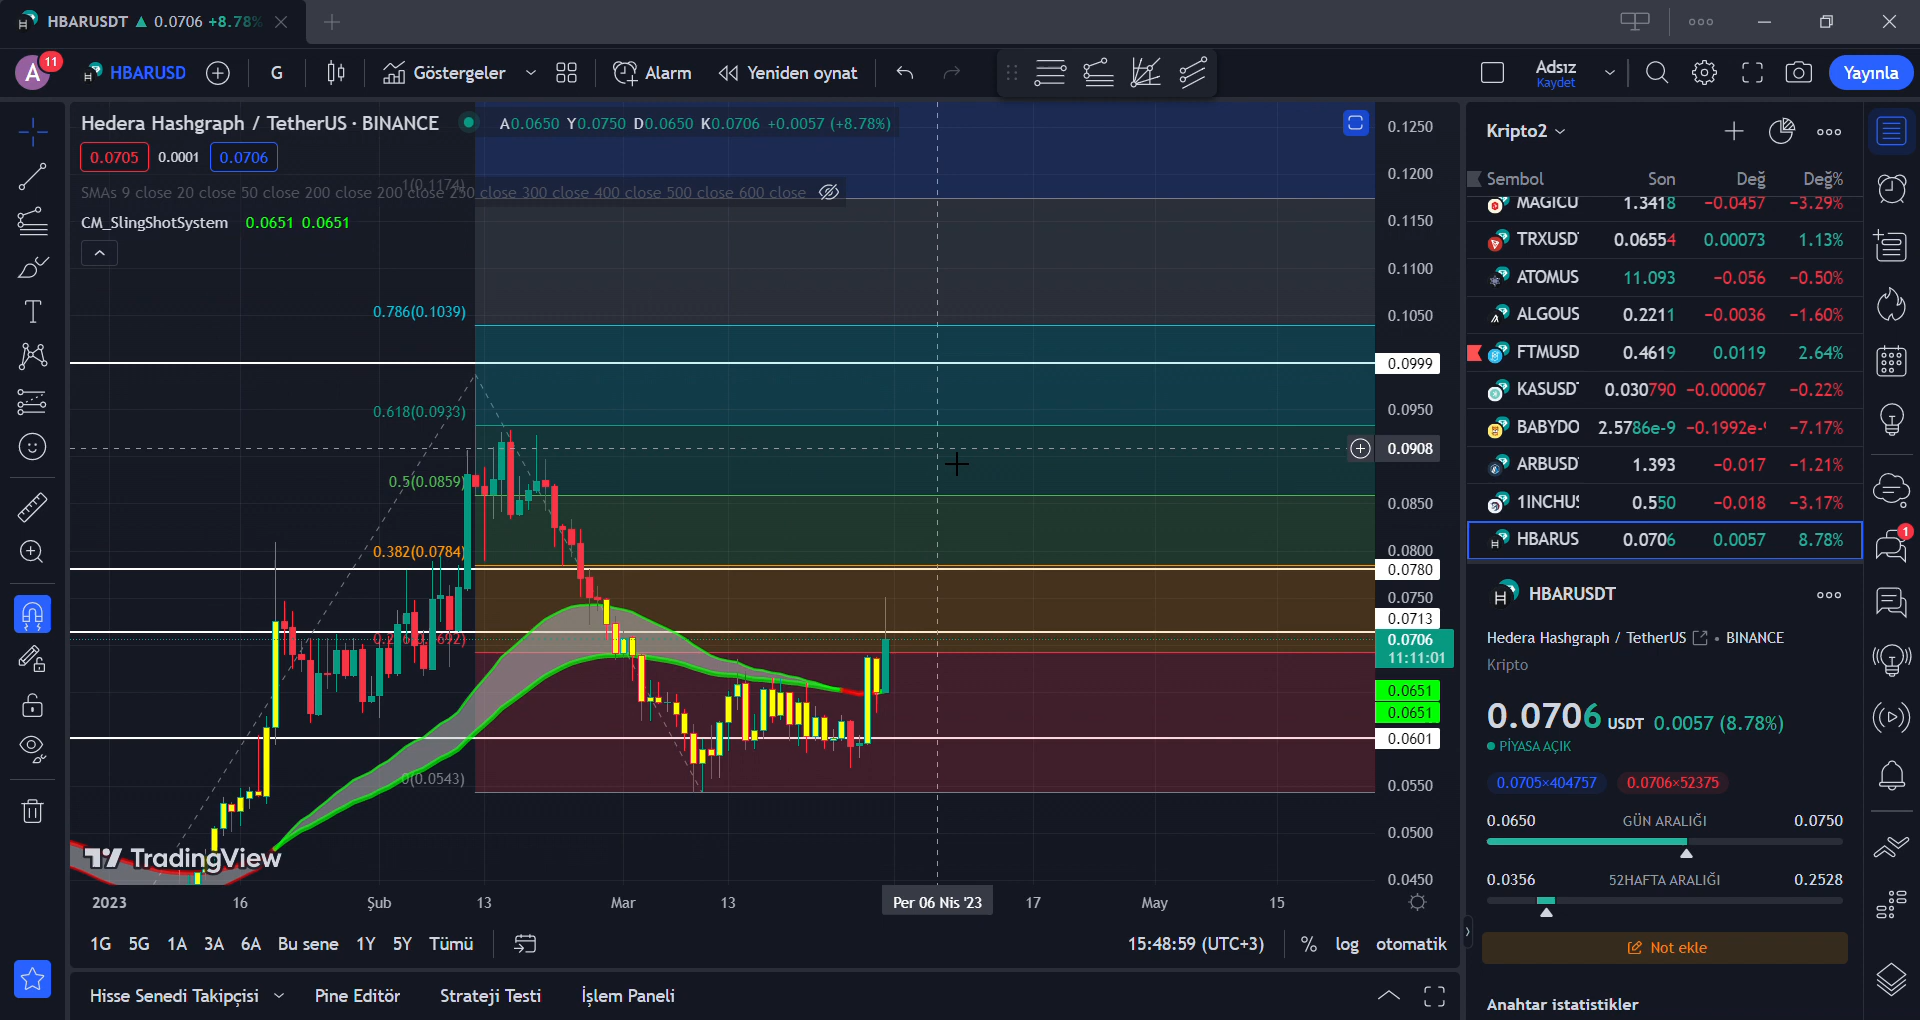 HBARUSDT ▲ 0.0706 +8.78%
A 11 HBARUSD G Göstergeler Alarm Yeniden oynat Adsız Kaydet Yayınla
Hedera Hashgraph / TetherUS · BINANCE A0.0650 Y0.0750 D0.0650 K0.0706 +0.0057 (+8.78%)
0.0705 0.0001 0.0706
SMAs 9 close 20 close 50 close 200 close 200 close 250 close 300 close 400 close 500 close 600 close
1(0.1174)
CM_SlingShotSystem 0.0651 0.0651
0.786(0.1039)
0.618(0.0933)
0.5(0.0859)
0.382(0.0784)
0(0.0543)
TradingView
0.1250
0.1200
0.1150
0.1100
0.1050
0.0999
0.0950
0.0908
0.0850
0.0800
0.0780
0.0750
0.0713
0.0706
11:11:01
0.0651
0.0651
0.0601
0.0550
0.0500
0.0450
2023 16 Şub 13 Mar 13 Per 06 Nis '23 17 May 15
1G 5G 1A 3A 6A Bu sene 1Y 5Y Tümü 15:48:59 (UTC+3) % log otomatik
Hisse Senedi Takipçisi Pine Editör Strateji Testi İşlem Paneli
Kripto2
Sembol Son Değ Değ%
MAGICU 1.3418 −0.0457 −3.29%
TRXUSD 0.06554 0.00073 1.13%
ATOMUS 11.093 −0.056 −0.50%
ALGOUS 0.2211 −0.0036 −1.60%
FTMUSD 0.4619 0.0119 2.64%
KASUSD 0.030790 −0.000067 −0.22%
BABYDO 2.5786e-9 −0.1992e- −7.17%
ARBUSD 1.393 −0.017 −1.21%
1INCHU 0.550 −0.018 −3.17%
HBARUS 0.0706 0.0057 8.78%
HBARUSDT
Hedera Hashgraph / TetherUS • BINANCE
Kripto
0.0706 USDT 0.0057 (8.78%)
PİYASA AÇIK
0.0705×404757 0.0706×52375
0.0650 GÜN ARALIĞI 0.0750
0.0356 52HAFTA ARALIĞI 0.2528
Not ekle
Anahtar istatistikler
1